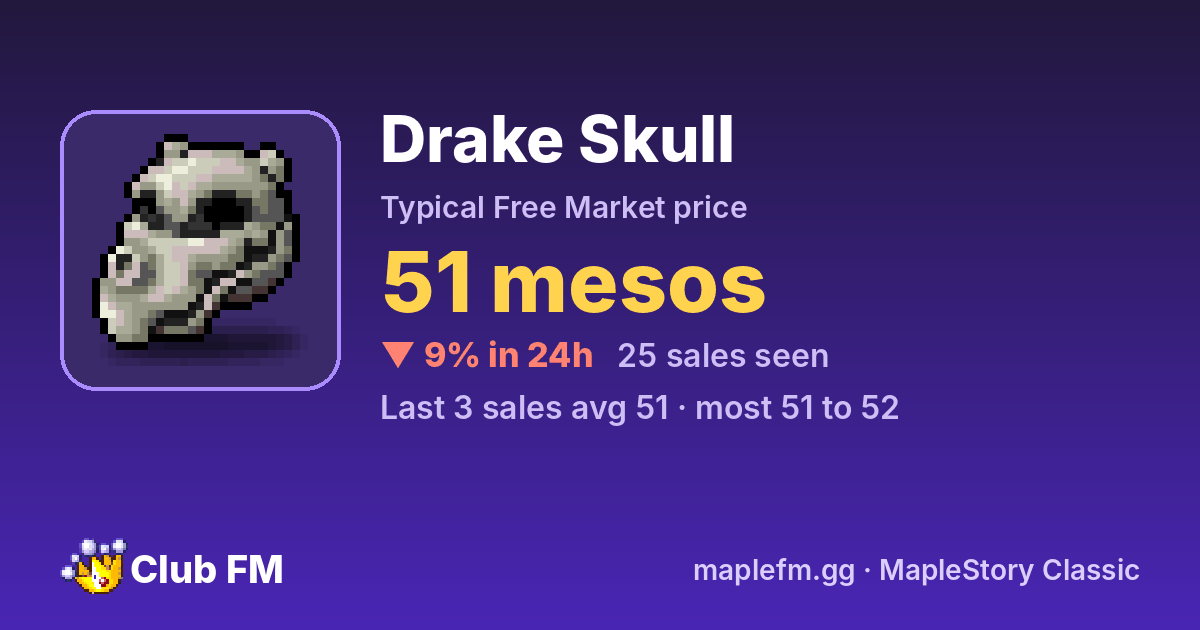 Drake Skull
Typical Free Market price
51 mesos
▼ 9% in 24h 25 sales seen
Last 3 sales avg 51 · most 51 to 52
Club FM
maplefm.gg · MapleStory Classic